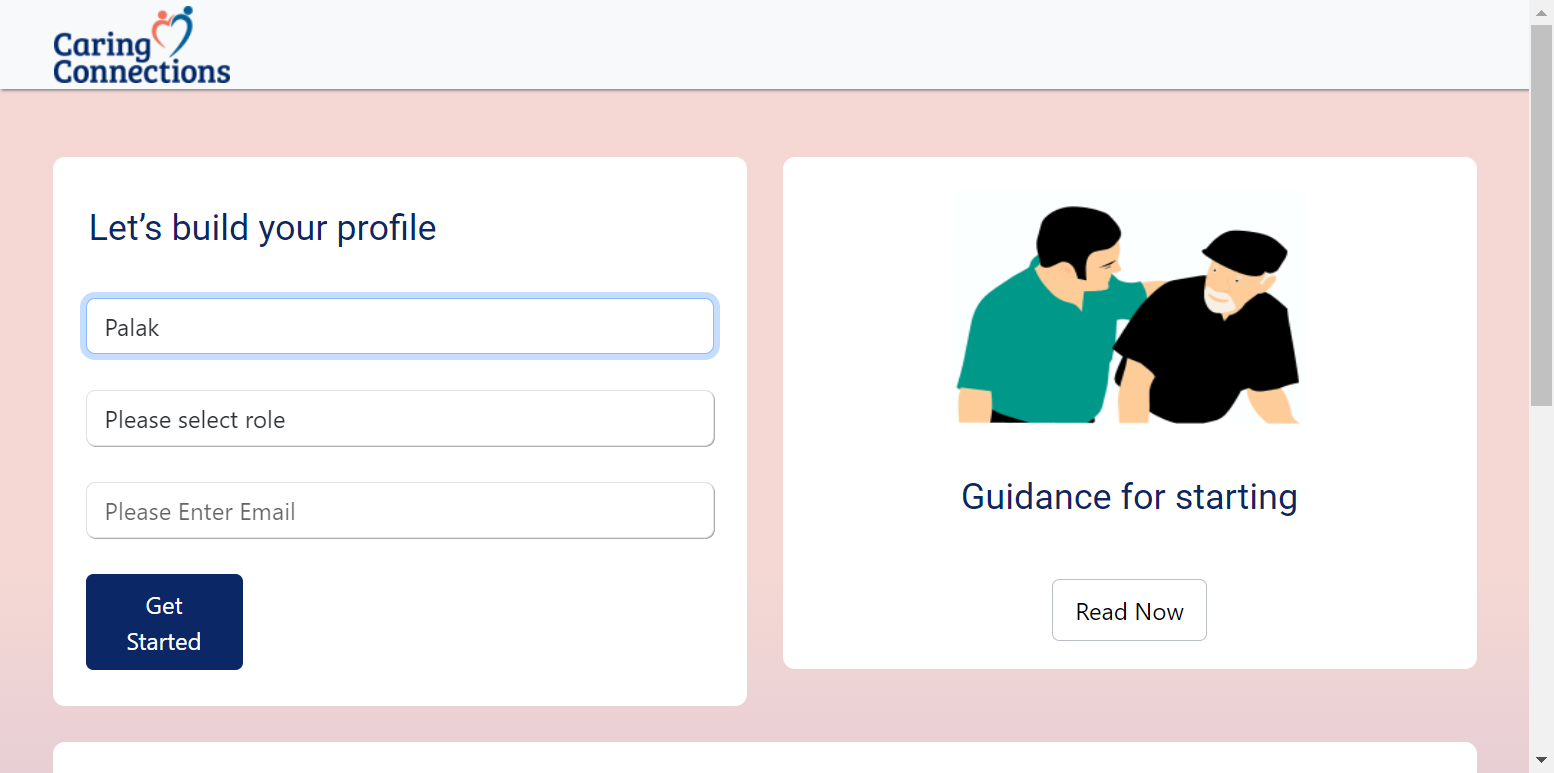 Caring
Connections
Let’s build your profile
Palak
Please select role
Please Enter Email
Get
Started
Guidance for starting
Read Now